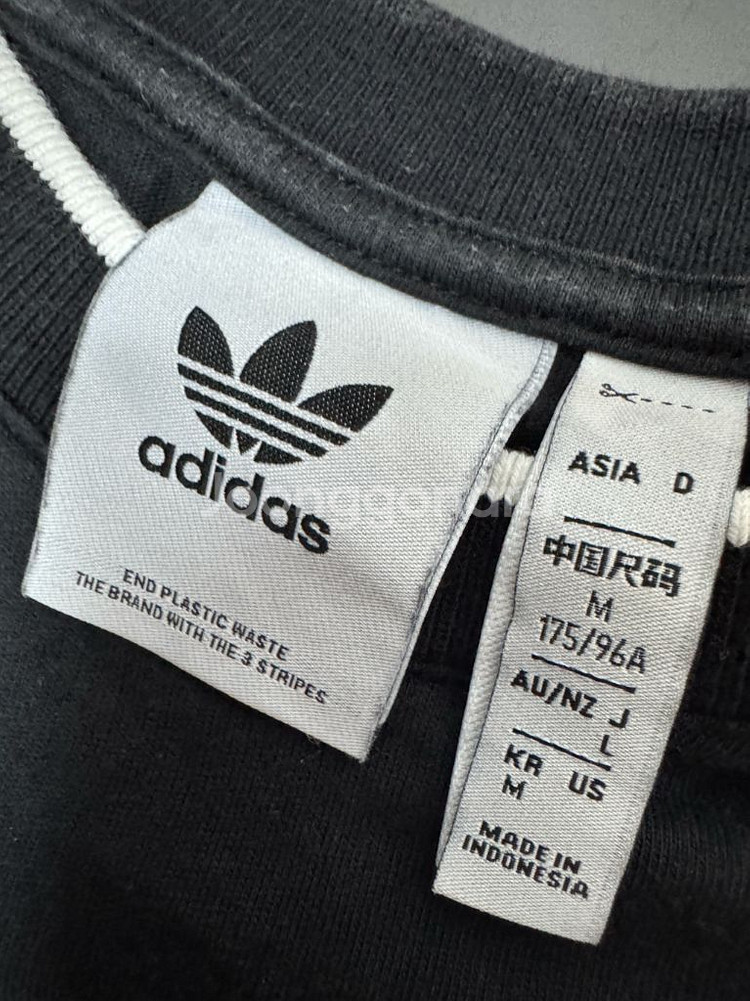 adidas
END PLASTIC WASTE
THE BRAND WITH THE 3 STRIPES
ASIA D
中国尺码
M
175/96A
AU/NZ J
L
KR US
M
MADE IN
INDONESIA